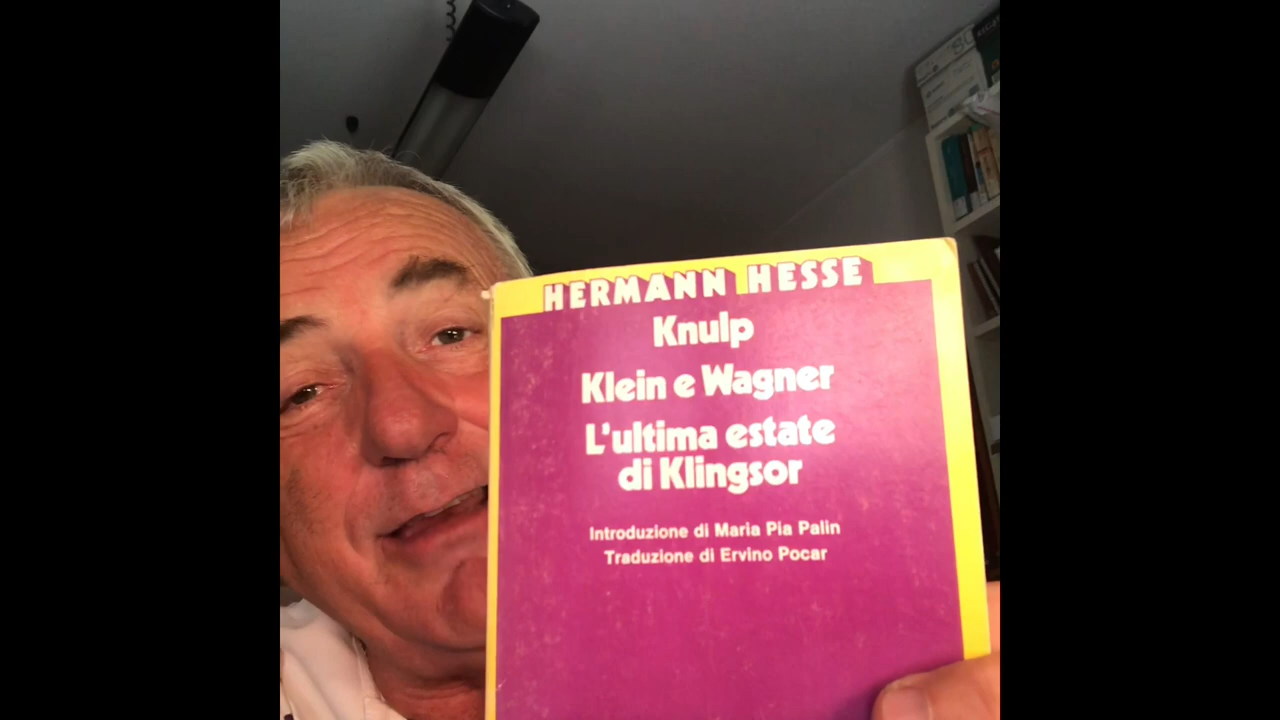 HERMANN HESSE
Knulp
Klein e Wagner
L'ultima estate
di Klingsor
Introduzione di Maria Pia Palin
Traduzione di Ervino Pocar